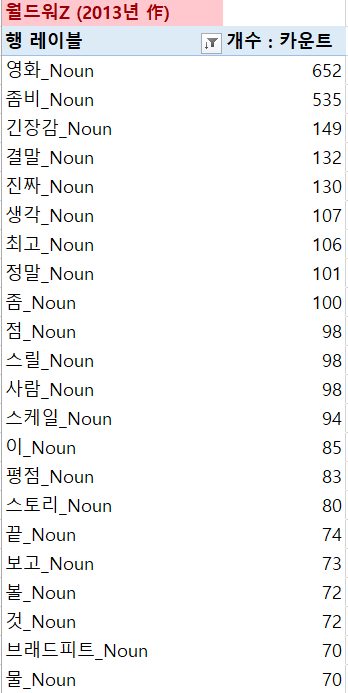 월드워Z (2013년 作)
행 레이블 개수 : 카운트
영화_Noun 652
좀비_Noun 535
긴장감_Noun 149
결말_Noun 132
진짜_Noun 130
생각_Noun 107
최고_Noun 106
정말_Noun 101
좀_Noun 100
점_Noun 98
스릴_Noun 98
사람_Noun 98
스케일_Noun 94
이_Noun 85
평점_Noun 83
스토리_Noun 80
끝_Noun 74
보고_Noun 73
볼_Noun 72
것_Noun 72
브래드피트_Noun 70
물_Noun 70